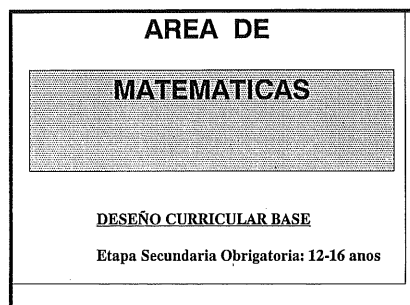 AREA DE
MATEMATICAS
DESEÑO CURRICULAR BASE
Etapa Secundaria Obrigatoria: 12-16 anos